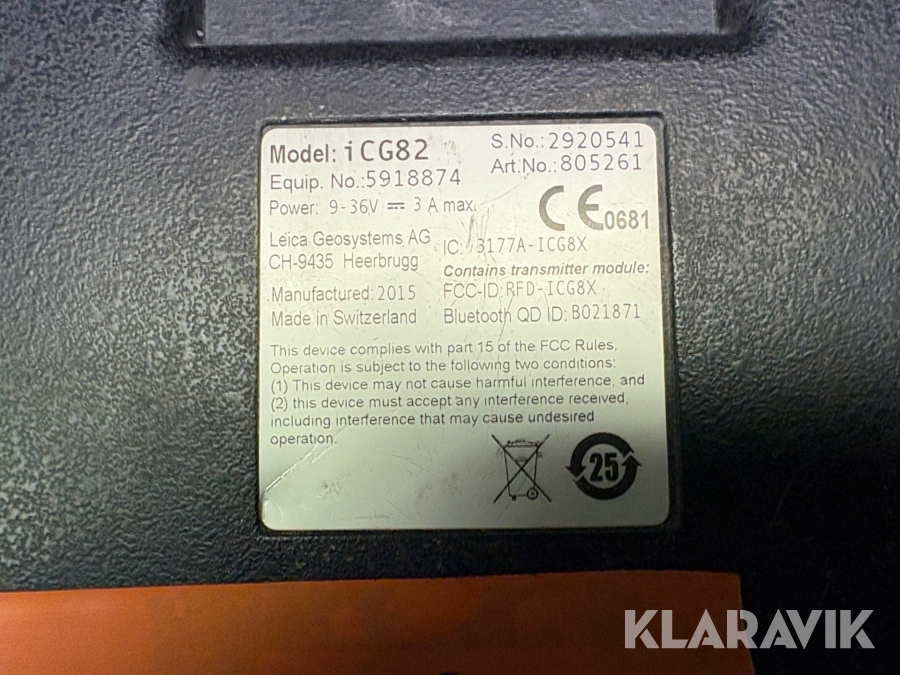 Model: iCG82
S.No.: 2920541
Equip. No.: 5918874
Art.No.: 805261
Power: 9-36V ⎓ 3 A max.
CE 0681
Leica Geosystems AG
IC: 3177A-ICG8X
CH-9435 Heerbrugg
Contains transmitter module:
Manufactured: 2015
FCC-ID: RFD-ICG8X
Made in Switzerland
Bluetooth QD ID: B021871
This device complies with part 15 of the FCC Rules.
Operation is subject to the following two conditions:
(1) This device may not cause harmful interference, and
(2) this device must accept any interference received,
including interference that may cause undesired
operation.
25
KLARAVIK